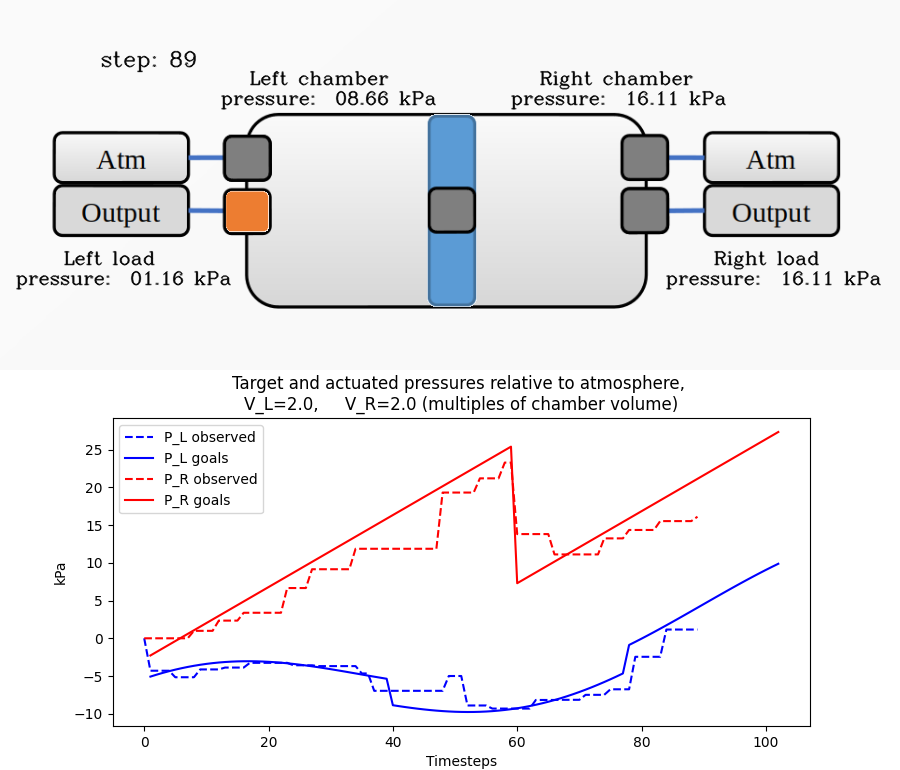 step: 89
Left chamber
pressure: 08.66 kPa
Right chamber
pressure: 16.11 kPa
Atm
Output
Atm
Output
Left load
pressure: 01.16 kPa
Right load
pressure: 16.11 kPa
Target and actuated pressures relative to atmosphere,
V_L=2.0, V_R=2.0 (multiples of chamber volume)
P_L observed
P_L goals
P_R observed
P_R goals
kPa
25
20
15
10
5
0
−5
−10
0 20 40 60 80 100
Timesteps